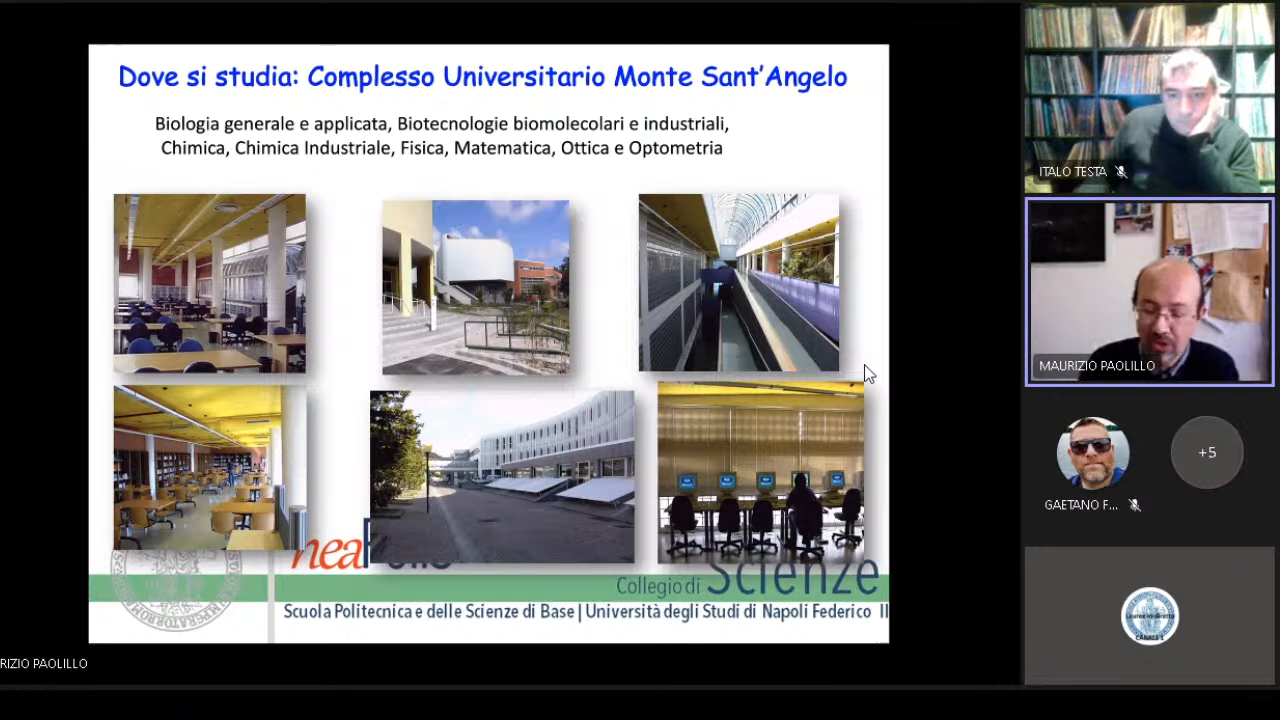 Dove si studia: Complesso Universitario Monte Sant'Angelo
Biologia generale e applicata, Biotecnologie biomolecolari e industriali,
Chimica, Chimica Industriale, Fisica, Matematica, Ottica e Optometria
Collegio di Scienze
Scuola Politecnica e delle Scienze di Base | Università degli Studi di Napoli Federico II
RIZIO PAOLILLO
ITALO TESTA
MAURIZIO PAOLILLO
GAETANO F...
+5
CANALE 1